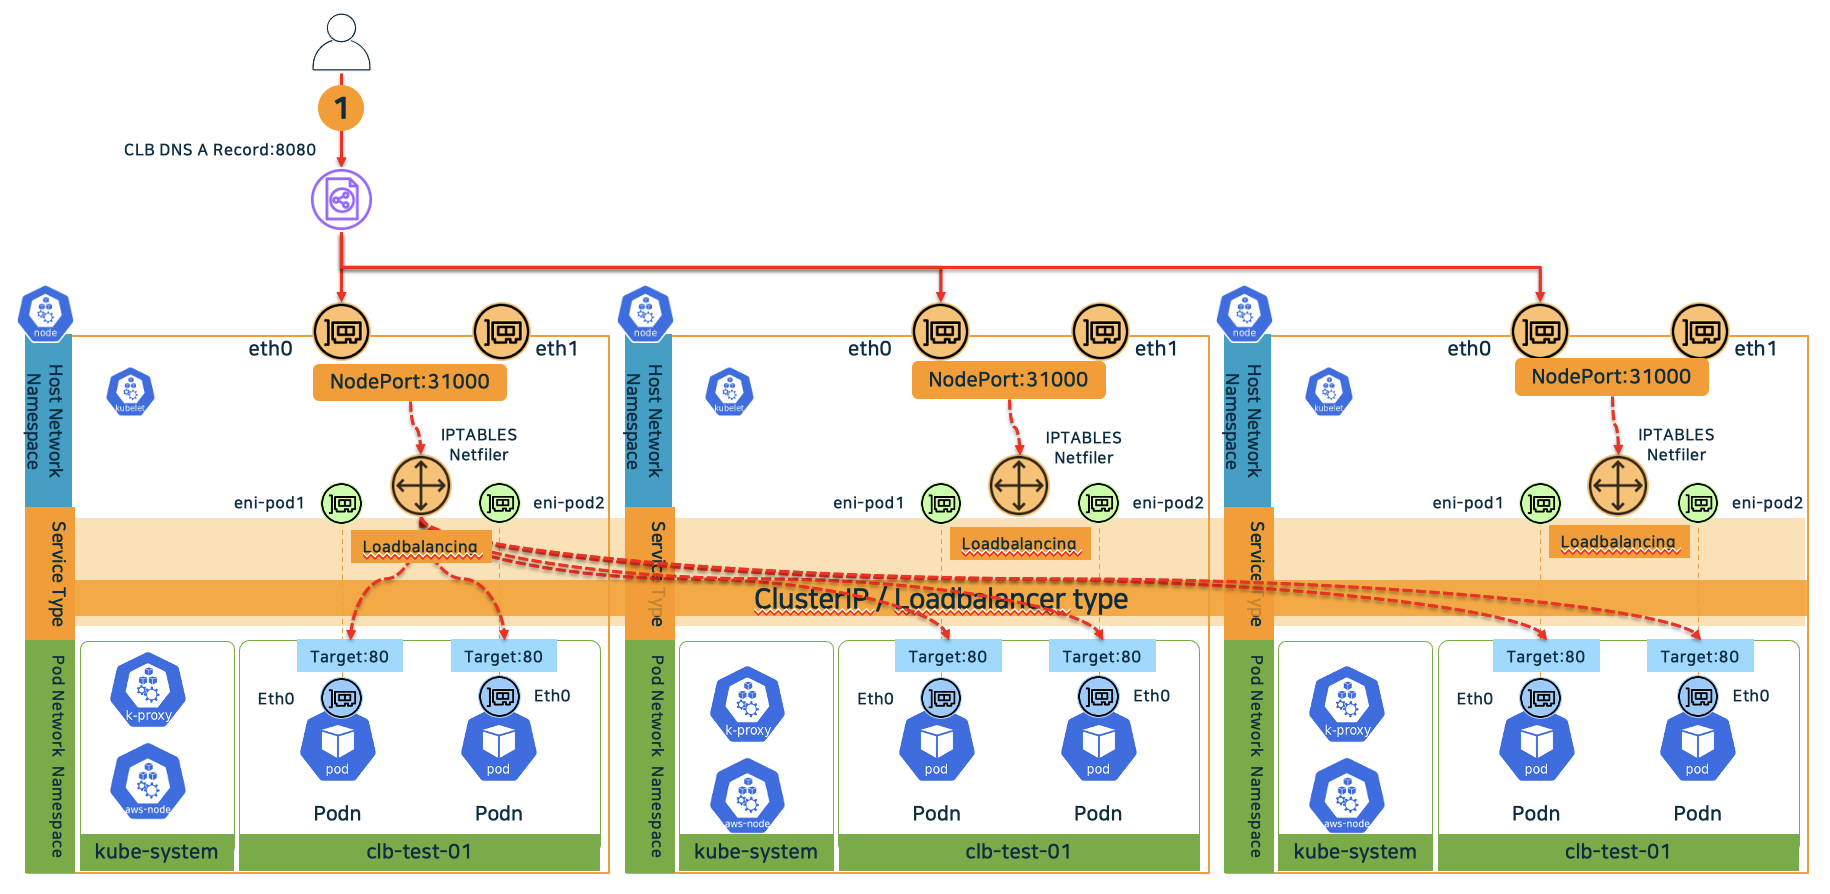 1
CLB DNS A Record:8080
node
eth0
eth1
NodePort:31000
Host Network
Namespace
kubelet
IPTABLES
Netfiler
eni-pod1
eni-pod2
Service Type
Loadbalancing
Pod Network Namespace
Target:80
Target:80
k-proxy
Eth0
Eth0
aws-node
pod
pod
Podn
Podn
kube-system
clb-test-01
node
eth0
eth1
NodePort:31000
Host Network
Namespace
kubelet
IPTABLES
Netfiler
eni-pod1
eni-pod2
Service Type
Loadbalancing
ClusterIP / Loadbalancer type
Pod Network Namespace
Target:80
Target:80
k-proxy
Eth0
Eth0
aws-node
pod
pod
Podn
Podn
kube-system
clb-test-01
node
eth0
eth1
NodePort:31000
Host Network
Namespace
kubelet
IPTABLES
Netfiler
eni-pod1
eni-pod2
Service Type
Loadbalancing
Pod Network Namespace
Target:80
Target:80
k-proxy
Eth0
Eth0
aws-node
pod
pod
Podn
Podn
kube-system
clb-test-01